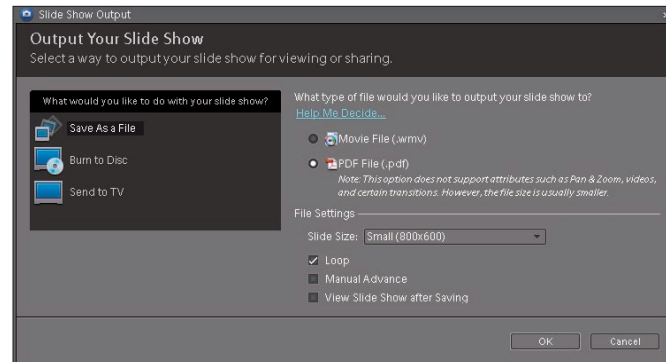 Slide Show Output
Output Your Slide Show
Select a way to output your slide show for viewing or sharing.
What would you like to do with your slide show?
Save As a File
Burn to Disc
Send to TV
What type of file would you like to output your slide show to?
Help Me Decide...
Movie File (.wmv)
PDF File (.pdf)
Note: This option does not support attributes such as Pan & Zoom, videos,
and certain transitions. However, the file size is usually smaller.
File Settings
Slide Size: Small (800x600)
Loop
Manual Advance
View Slide Show after Saving
OK Cancel